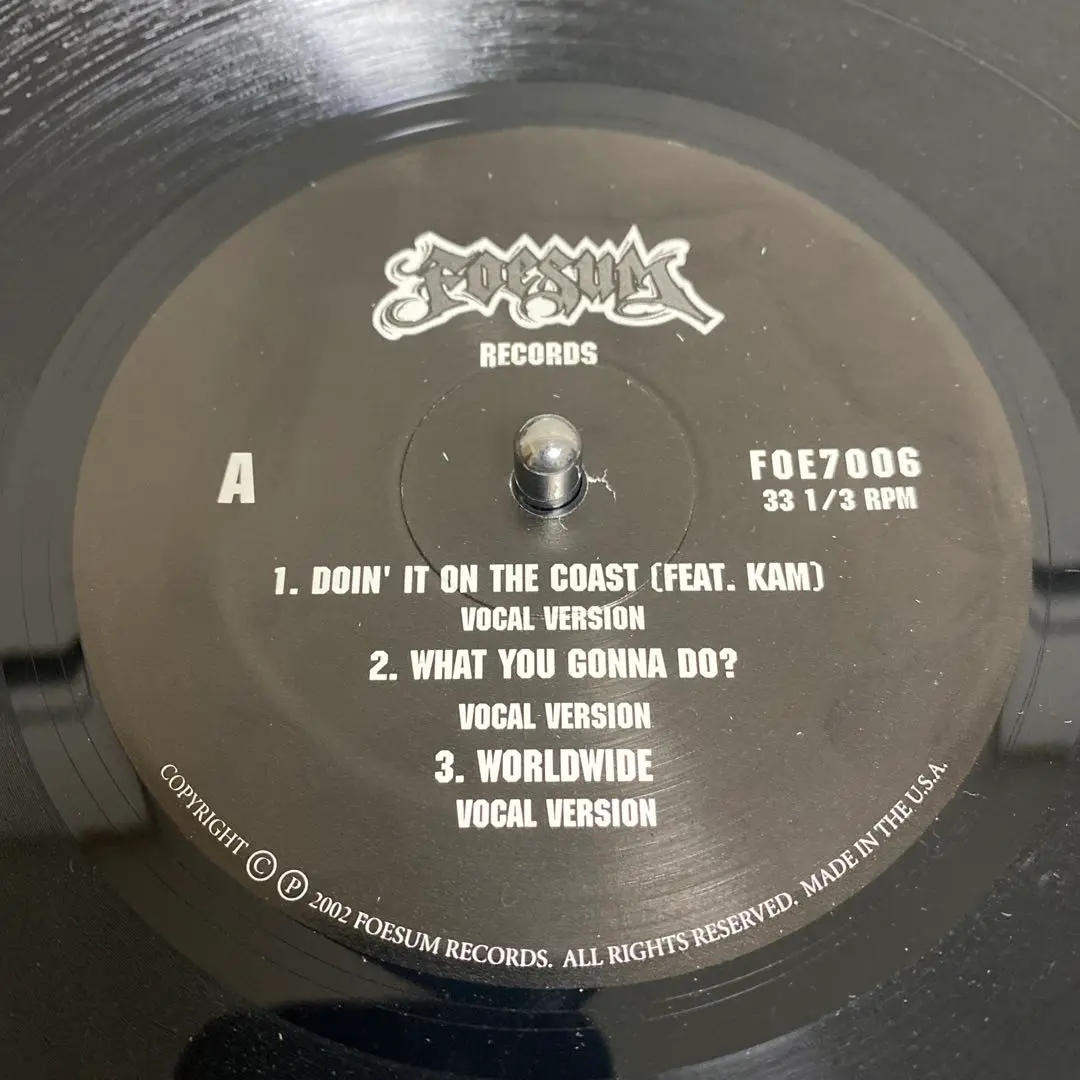 FOESUM
RECORDS
A
FOE7006
33 1/3 RPM
1. DOIN' IT ON THE COAST (FEAT. KAM)
VOCAL VERSION
2. WHAT YOU GONNA DO?
VOCAL VERSION
3. WORLDWIDE
VOCAL VERSION
COPYRIGHT Ⓒ Ⓟ 2002 FOESUM RECORDS. ALL RIGHTS RESERVED. MADE IN THE U.S.A.